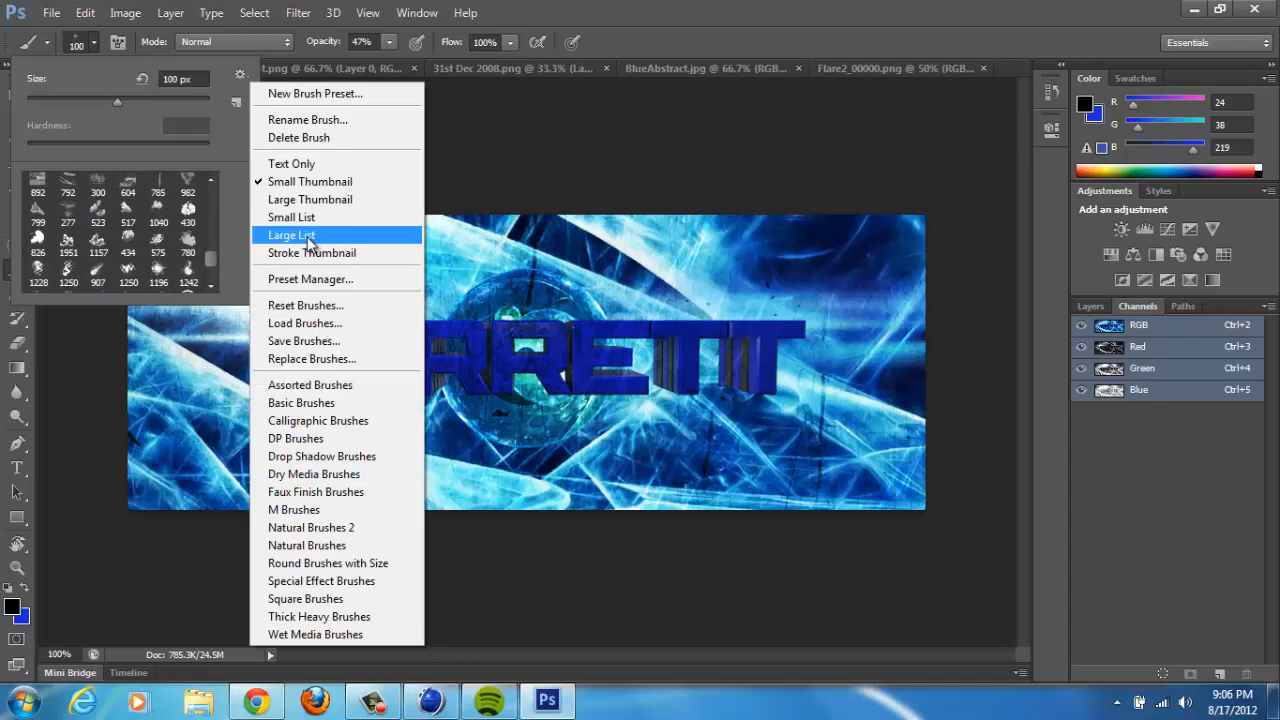 Ps File Edit Image Layer Type Select Filter 3D View Window Help
100 Mode: Normal Opacity: 47% Flow: 100% Essentials
t.png @ 66.7% (Layer 0, RG... × 31st Dec 2008.png @ 33.3% (La... × BlueAbstract.jpg @ 66.7% (RGB... × Flare2_00000.png @ 50% (RGB... ×
Size: 100 px
Hardness:
892 792 300 604 785 982
799 277 523 517 1040 430
826 1951 1157 434 575 780
1228 1250 907 1250 1196 1242
New Brush Preset...
Rename Brush...
Delete Brush
Text Only
Small Thumbnail
Large Thumbnail
Small List
Large List
Stroke Thumbnail
Preset Manager...
Reset Brushes...
Load Brushes...
Save Brushes...
Replace Brushes...
Assorted Brushes
Basic Brushes
Calligraphic Brushes
DP Brushes
Drop Shadow Brushes
Dry Media Brushes
Faux Finish Brushes
M Brushes
Natural Brushes 2
Natural Brushes
Round Brushes with Size
Special Effect Brushes
Square Brushes
Thick Heavy Brushes
Wet Media Brushes
RRETT
Color Swatches
R 24
G 38
B 219
Adjustments Styles
Add an adjustment
Layers Channels Paths
RGB Ctrl+2
Red Ctrl+3
Green Ctrl+4
Blue Ctrl+5
100% Doc: 785.3K/24.5M
Mini Bridge Timeline
Ps
9:06 PM
8/17/2012